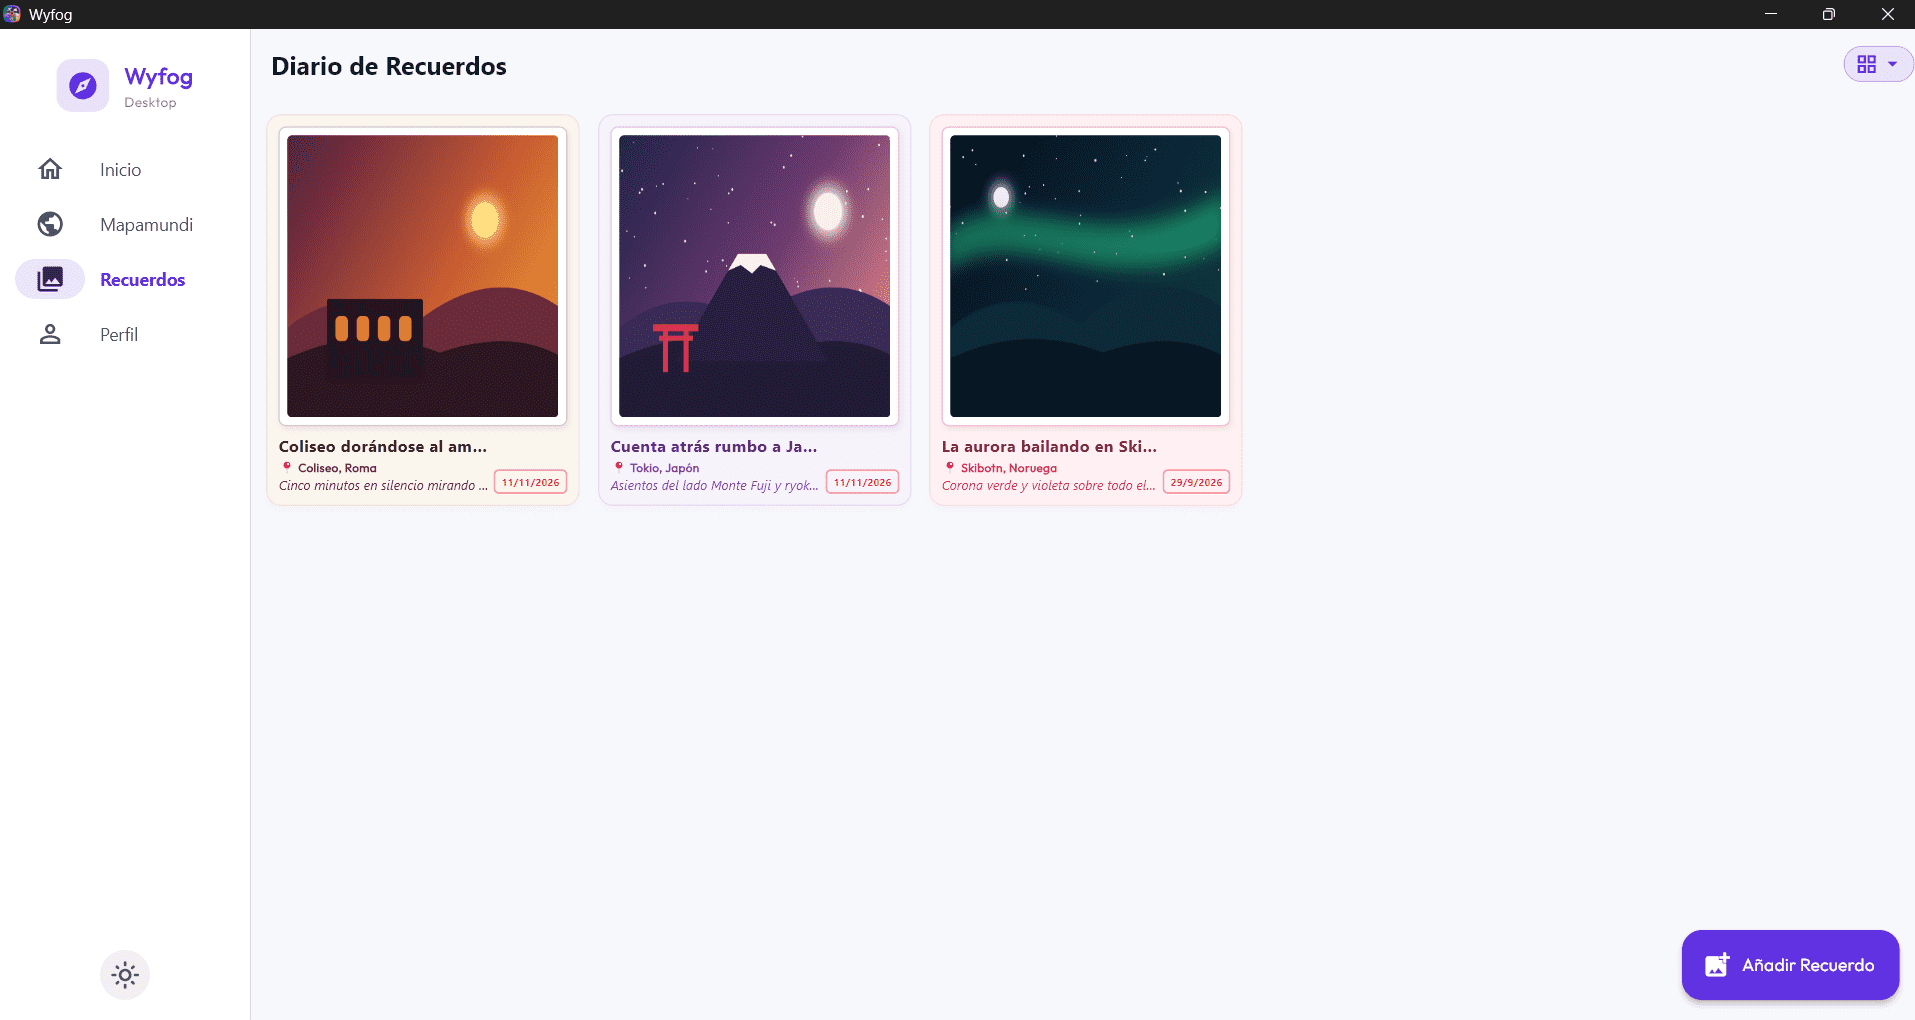 Wyfog
Wyfog
Desktop
Inicio
Mapamundi
Recuerdos
Perfil
Diario de Recuerdos
Coliseo dorándose al am...
Coliseo, Roma
Cinco minutos en silencio mirando ...
11/11/2026
Cuenta atrás rumbo a Ja...
Tokio, Japón
Asientos del lado Monte Fuji y ryok...
11/11/2026
La aurora bailando en Ski...
Skibotn, Noruega
Corona verde y violeta sobre todo el...
29/9/2026
Añadir Recuerdo